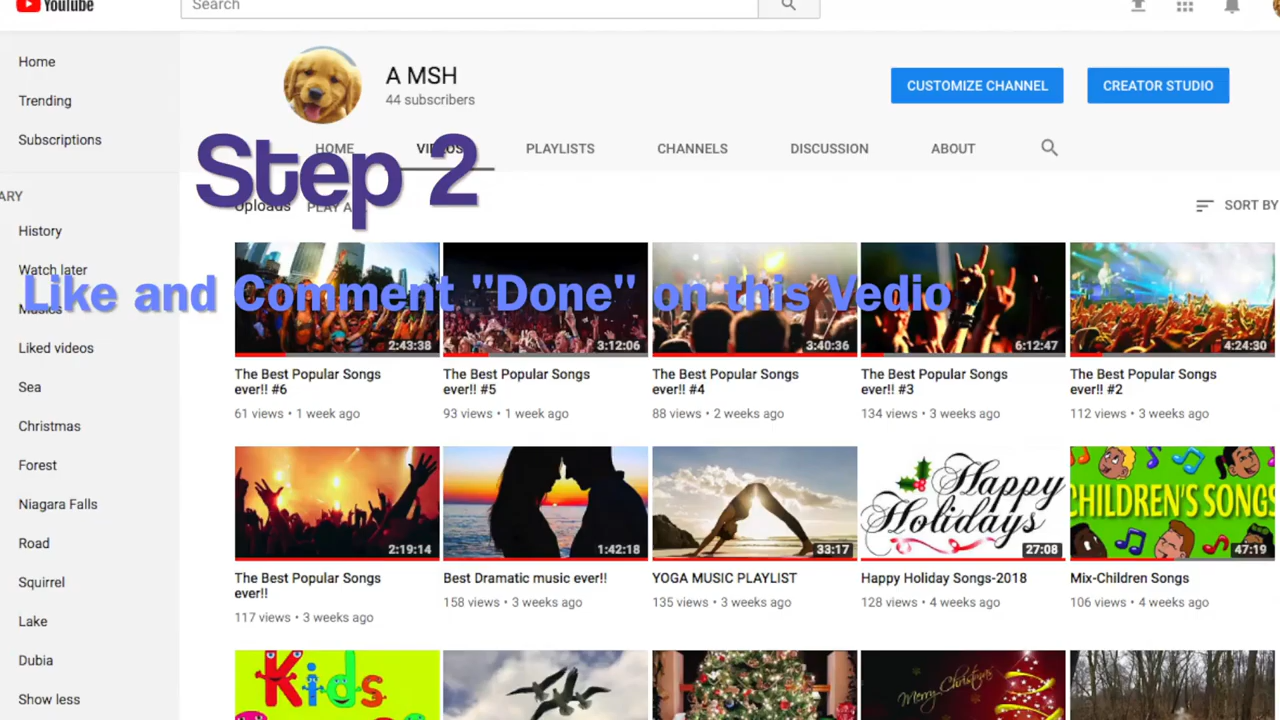 YouTube
Search
Home
Trending
Subscriptions
A MSH
44 subscribers
CUSTOMIZE CHANNEL
CREATOR STUDIO
HOME
VIDEOS
PLAYLISTS
CHANNELS
DISCUSSION
ABOUT
Step 2
Uploads
PLAY A
SORT BY
ARY
History
Watch later
Like and Comment "Done" on this Vedio
Liked videos
Sea
Christmas
Forest
Niagara Falls
Road
Squirrel
Lake
Dubia
Show less
2:43:38
3:12:06
3:40:36
6:12:47
4:24:30
The Best Popular Songs
ever!! #6
61 views • 1 week ago
The Best Popular Songs
ever!! #5
93 views • 1 week ago
The Best Popular Songs
ever!! #4
88 views • 2 weeks ago
The Best Popular Songs
ever!! #3
134 views • 3 weeks ago
The Best Popular Songs
ever!! #2
112 views • 3 weeks ago
2:19:14
1:42:18
33:17
Happy
Holidays
27:08
CHILDREN'S SONGS
47:19
The Best Popular Songs
ever!!
117 views • 3 weeks ago
Best Dramatic music ever!!
158 views • 3 weeks ago
YOGA MUSIC PLAYLIST
135 views • 3 weeks ago
Happy Holiday Songs-2018
128 views • 4 weeks ago
Mix-Children Songs
106 views • 4 weeks ago
Kids
Merry Christmas